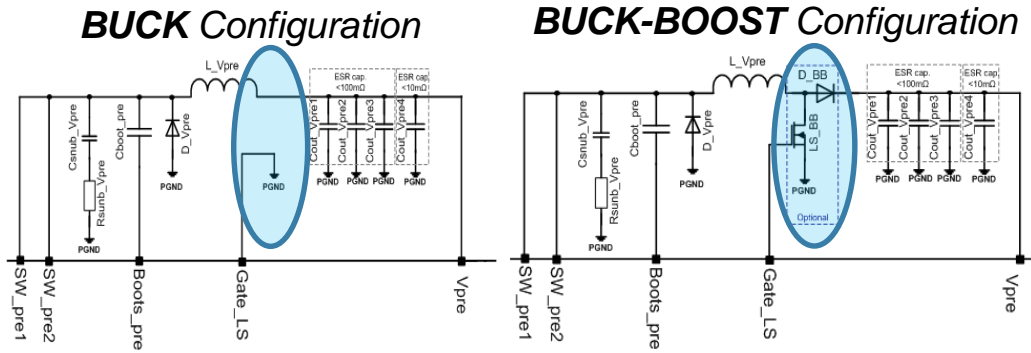 BUCK Configuration
L_Vpre
ESR cap.
<100mΩ
ESR cap.
<10mΩ
Csnub_Vpre
Cboot_pre
D_Vpre
Cout_Vpre1
Cout_Vpre2
Cout_Vpre3
Cout_Vpre4
Rsunb_Vpre
PGND
PGND
PGND
PGND
PGND
PGND
PGND
PGND
SW_pre1
SW_pre2
Boots_pre
Gate_LS
Vpre
BUCK-BOOST Configuration
L_Vpre
D_BB
ESR cap.
<100mΩ
ESR cap.
<10mΩ
Csnub_Vpre
Cboot_pre
D_Vpre
LS_BB
Cout_Vpre1
Cout_Vpre2
Cout_Vpre3
Cout_Vpre4
Rsunb_Vpre
PGND
PGND
PGND
PGND
PGND
PGND
PGND
Optional
SW_pre1
SW_pre2
Boots_pre
Gate_LS
Vpre